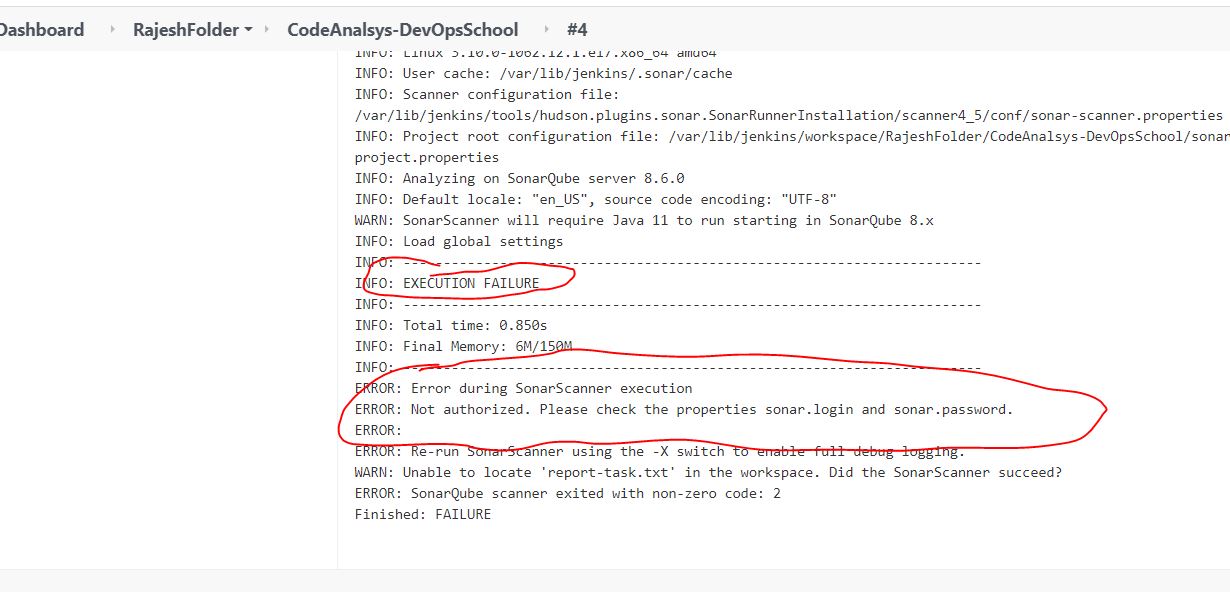 Dashboard RajeshFolder CodeAnalsys-DevOpsSchool #4
INFO: Linux 3.10.0-1062.12.1.el7.x86_64 amd64
INFO: User cache: /var/lib/jenkins/.sonar/cache
INFO: Scanner configuration file:
/var/lib/jenkins/tools/hudson.plugins.sonar.SonarRunnerInstallation/scanner4_5/conf/sonar-scanner.properties
INFO: Project root configuration file: /var/lib/jenkins/workspace/RajeshFolder/CodeAnalsys-DevOpsSchool/sonar
project.properties
INFO: Analyzing on SonarQube server 8.6.0
INFO: Default locale: "en_US", source code encoding: "UTF-8"
WARN: SonarScanner will require Java 11 to run starting in SonarQube 8.x
INFO: Load global settings
INFO: ------------------------------------------------------------------------
INFO: EXECUTION FAILURE
INFO: ------------------------------------------------------------------------
INFO: Total time: 0.850s
INFO: Final Memory: 6M/150M
INFO: ------------------------------------------------------------------------
ERROR: Error during SonarScanner execution
ERROR: Not authorized. Please check the properties sonar.login and sonar.password.
ERROR:
ERROR: Re-run SonarScanner using the -X switch to enable full debug logging.
WARN: Unable to locate 'report-task.txt' in the workspace. Did the SonarScanner succeed?
ERROR: SonarQube scanner exited with non-zero code: 2
Finished: FAILURE